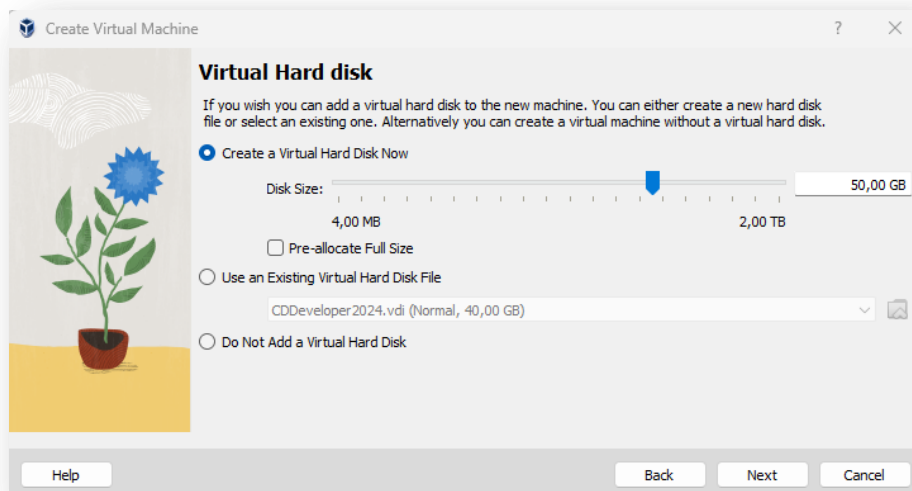 Create Virtual Machine
Virtual Hard disk
If you wish you can add a virtual hard disk to the new machine. You can either create a new hard disk
file or select an existing one. Alternatively you can create a virtual machine without a virtual hard disk.
Create a Virtual Hard Disk Now
Disk Size: 50,00 GB
4,00 MB 2,00 TB
Pre-allocate Full Size
Use an Existing Virtual Hard Disk File
CDDeveloper2024.vdi (Normal, 40,00 GB)
Do Not Add a Virtual Hard Disk
Help Back Next Cancel